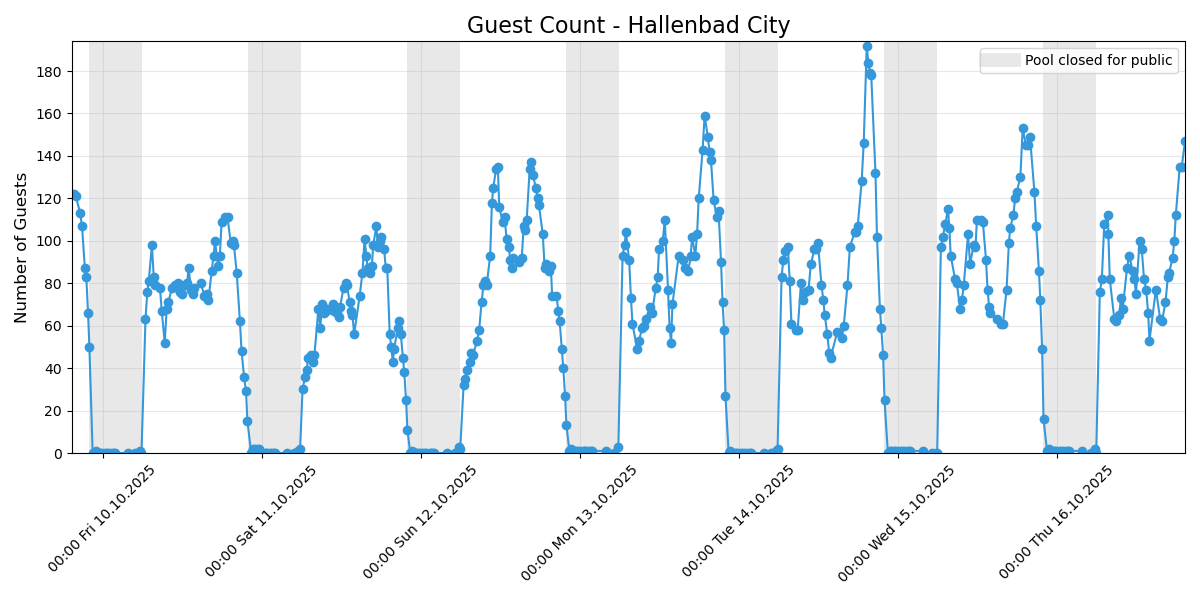 Guest Count - Hallenbad City
Pool closed for public
Number of Guests
180
160
140
120
100
80
60
40
20
0
00:00 Fri 10.10.2025
00:00 Sat 11.10.2025
00:00 Sun 12.10.2025
00:00 Mon 13.10.2025
00:00 Tue 14.10.2025
00:00 Wed 15.10.2025
00:00 Thu 16.10.2025